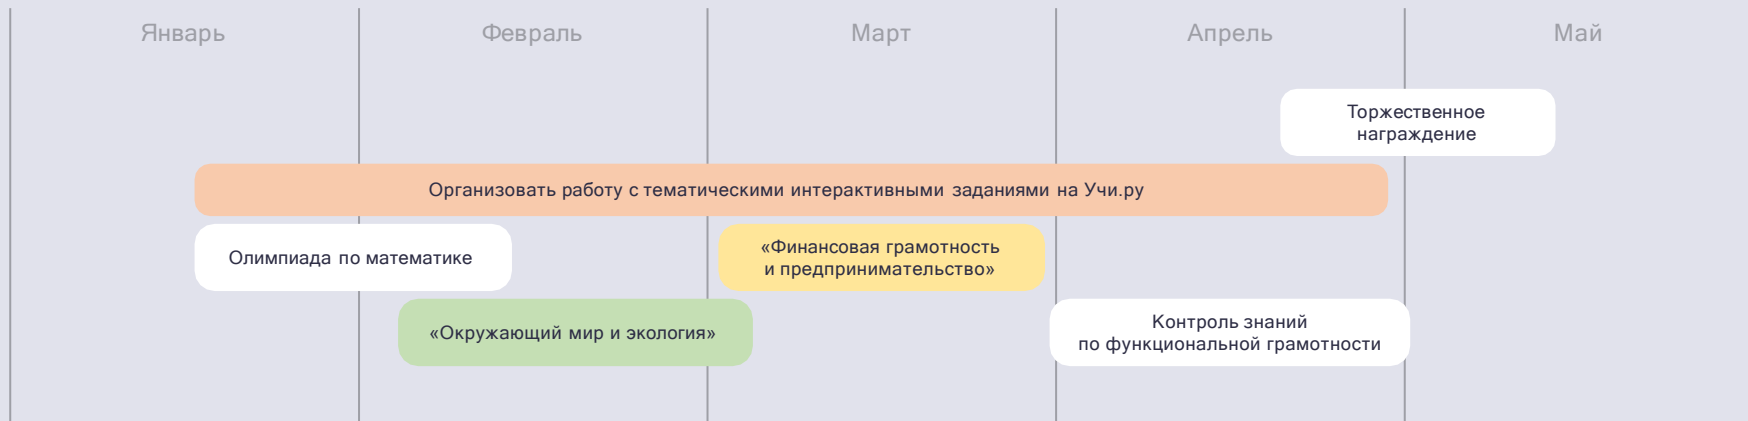 Январь
Февраль
Март
Апрель
Май
Торжественное
награждение
Организовать работу с тематическими интерактивными заданиями на Учи.ру
Олимпиада по математике
«Финансовая грамотность
и предпринимательство»
«Окружающий мир и экология»
Контроль знаний
по функциональной грамотности